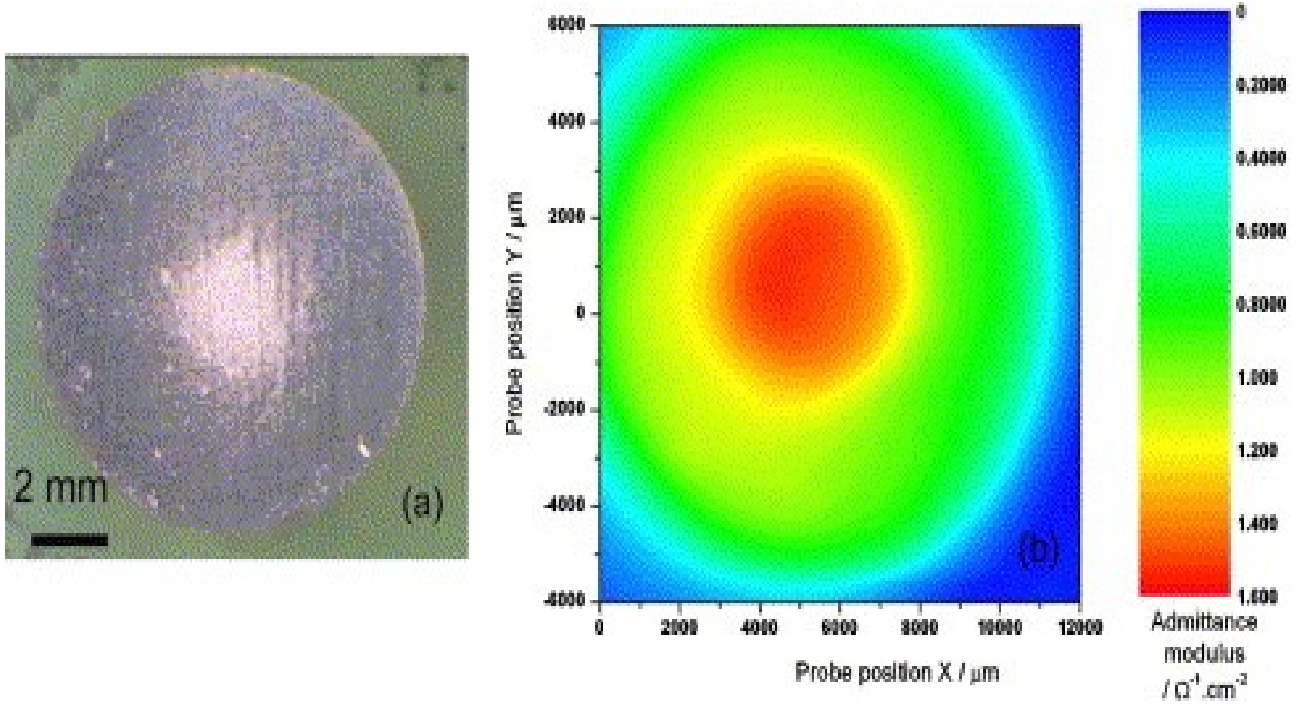 2 mm
(a)
Probe position Y / μm
6000
4000
2000
0
-2000
-4000
-6000
(b)
0
2000
4000
6000
8000
10000
12000
Probe position X / μm
0
0.2000
0.4000
0.6000
0.8000
1.000
1.200
1.400
1.600
Admittance
modulus
/ Ω⁻¹.cm⁻²